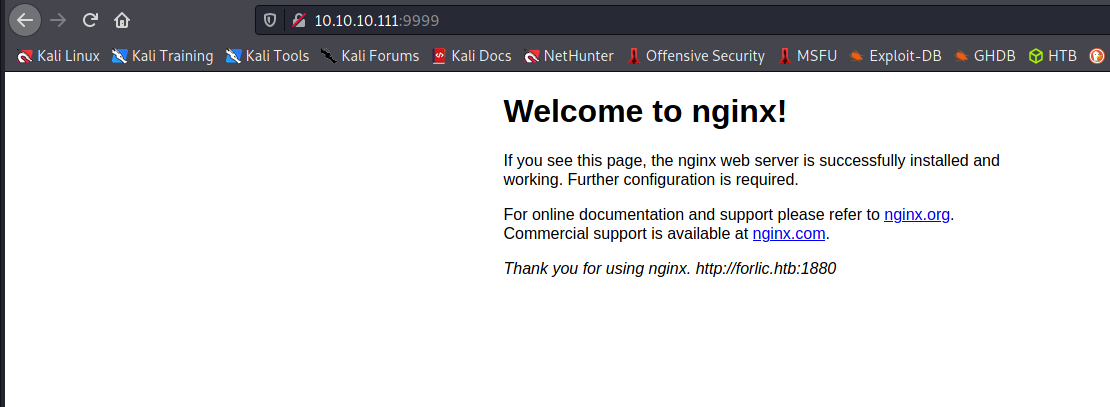 10.10.10.111:9999
Kali Linux Kali Training Kali Tools Kali Forums Kali Docs NetHunter Offensive Security MSFU Exploit-DB GHDB HTB
Welcome to nginx!
If you see this page, the nginx web server is successfully installed and
working. Further configuration is required.
For online documentation and support please refer to nginx.org.
Commercial support is available at nginx.com.
Thank you for using nginx. http://forlic.htb:1880